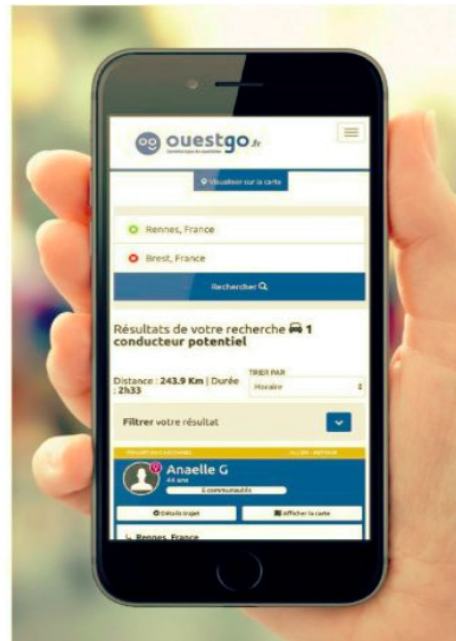 ouestgo.fr
Visualiser sur la carte
Rennes, France
Brest, France
Rechercher
Résultats de votre recherche 1
conducteur potentiel
TRIER PAR
Distance : 243.9 Km | Durée
: 2h33
Horaire
Filtrer votre résultat
Anaelle G
44 ans
5 communautés
Détails trajet
Afficher la carte
Rennes, France